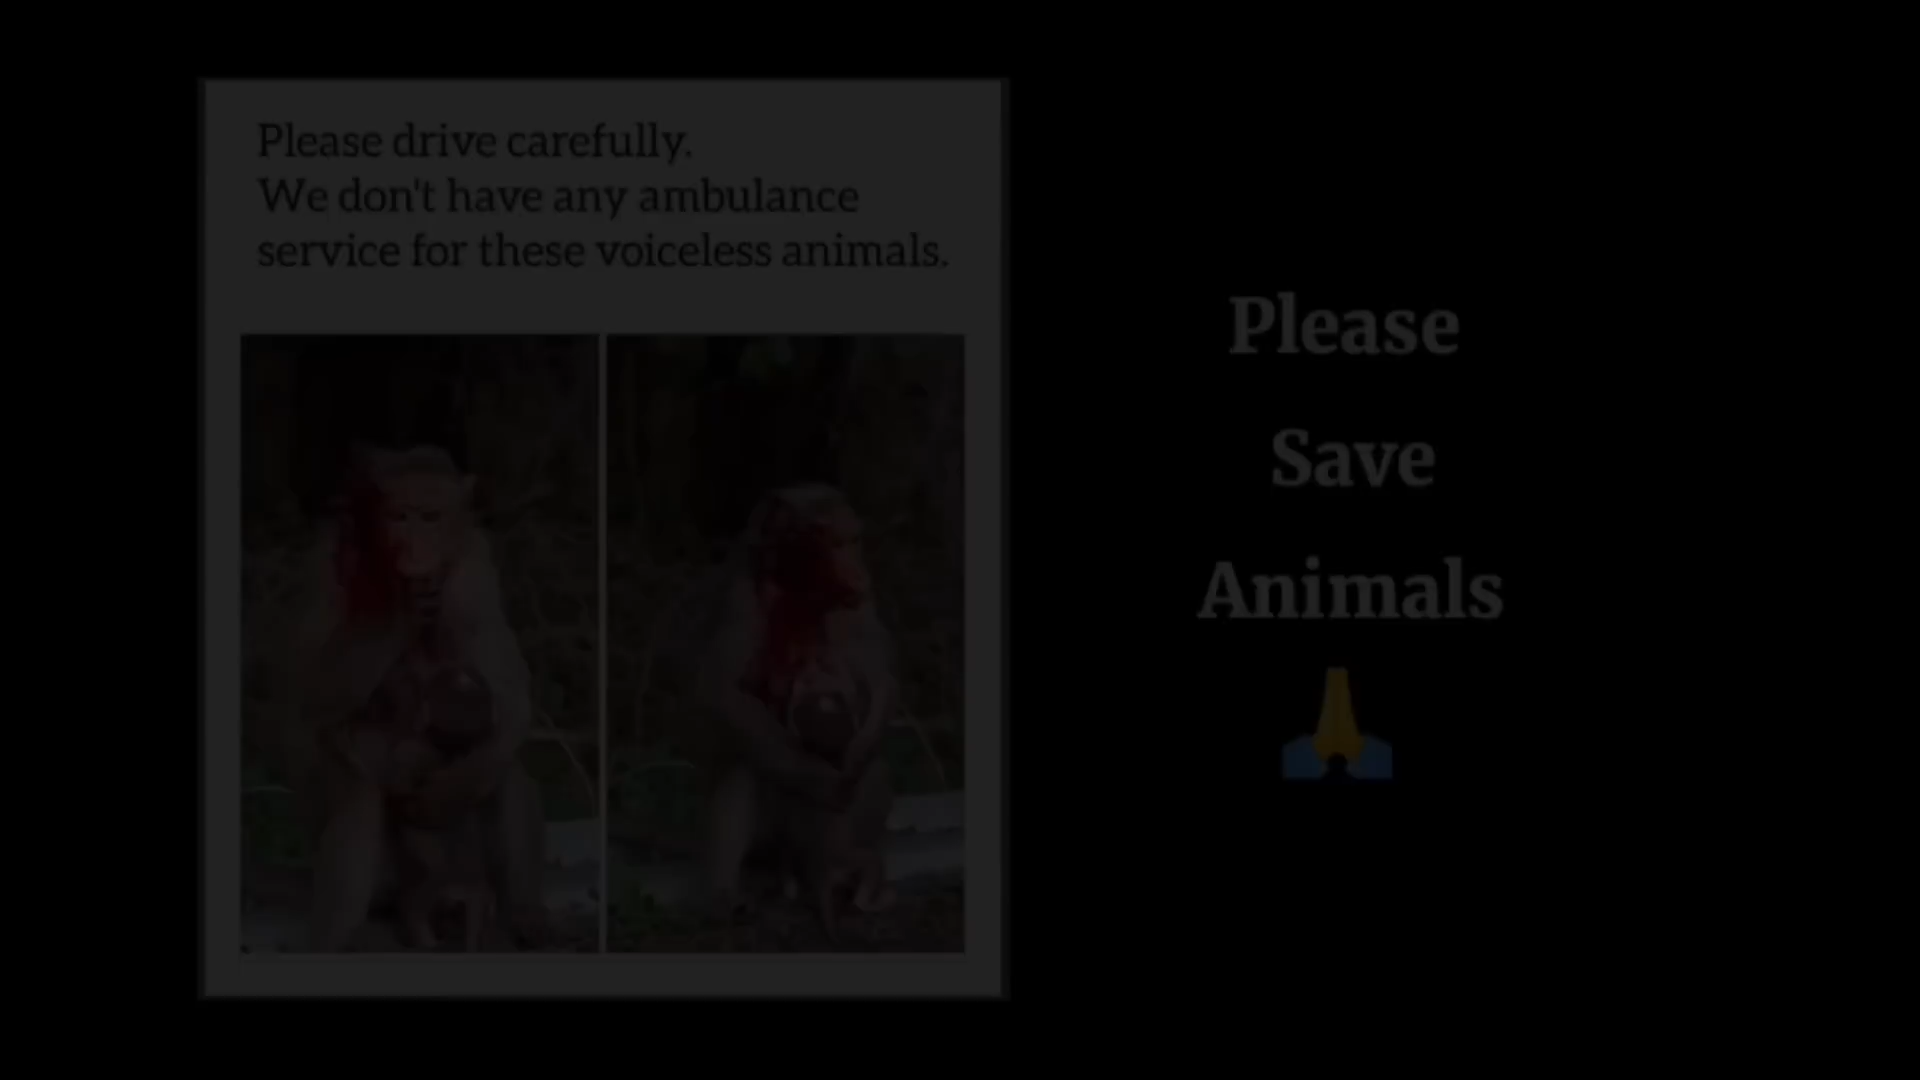 Please drive carefully.
We don't have any ambulance
service for these voiceless animals.
Please
Save
Animals